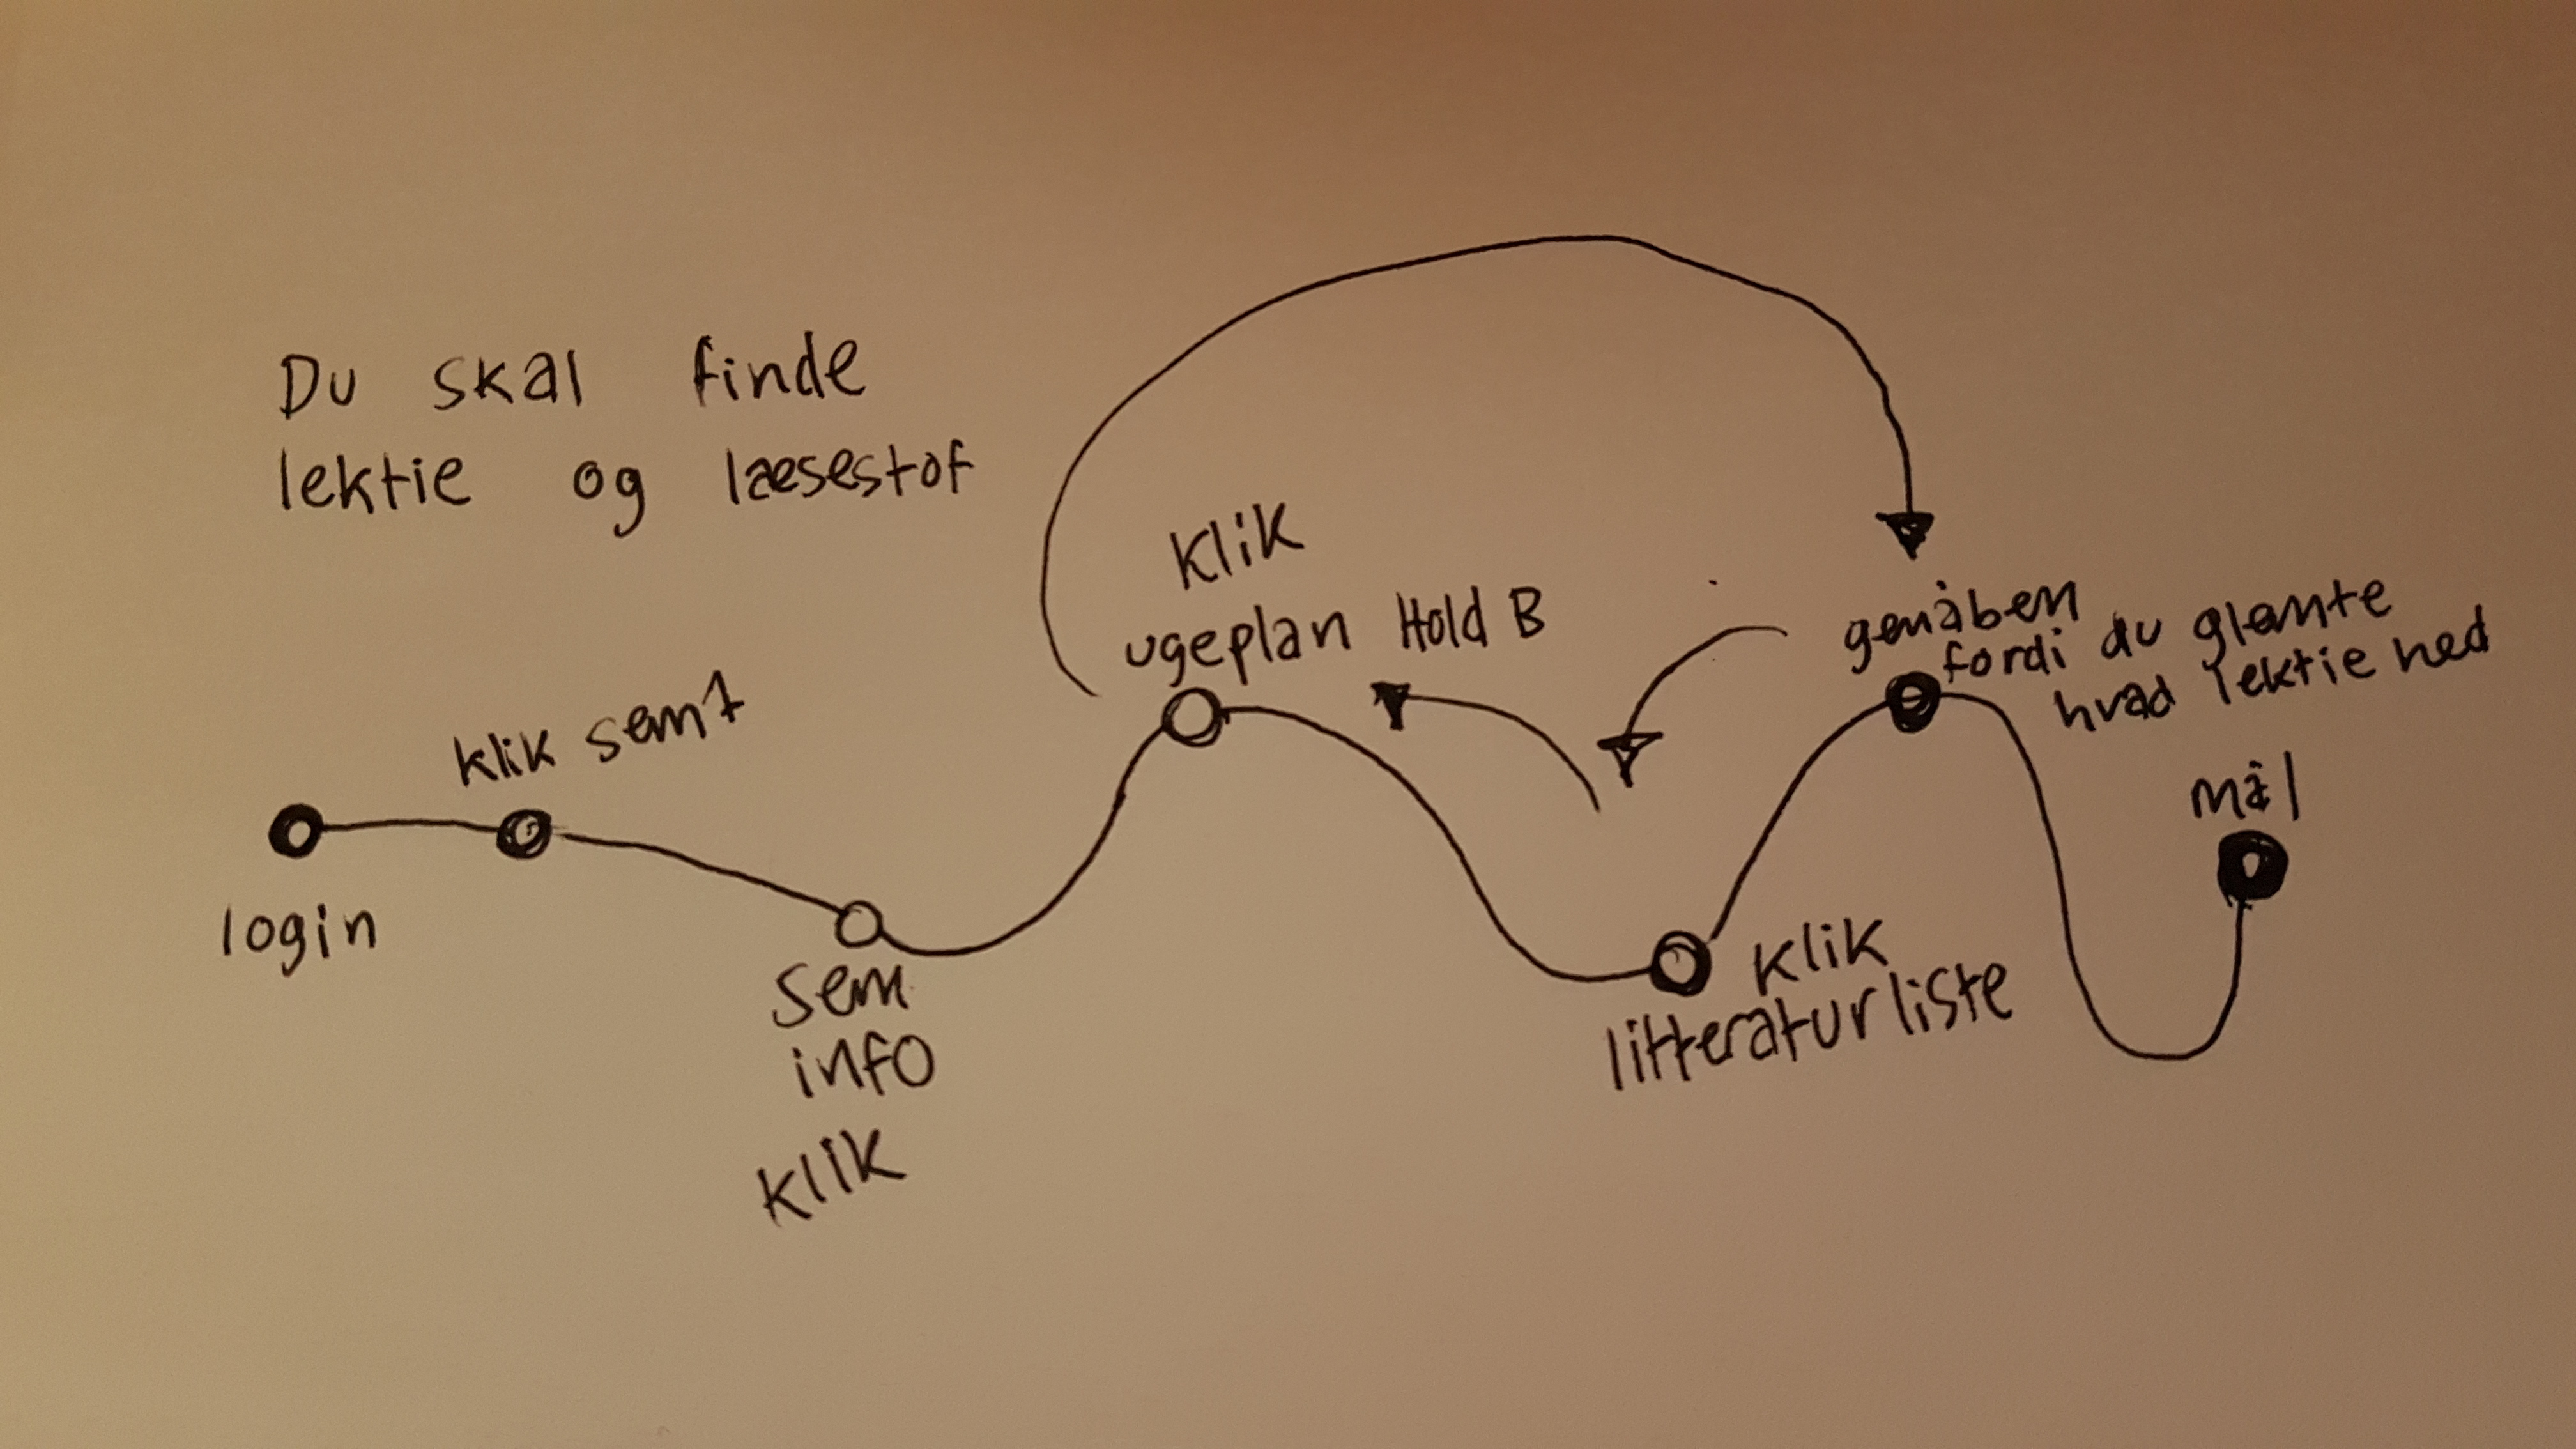 Du skal finde
lektie og læsestof
login
klik sem1
sem
info
klik
klik
ugeplan Hold B
klik
litteraturliste
genåben
fordi du glemte
hvad lektie hed
mål